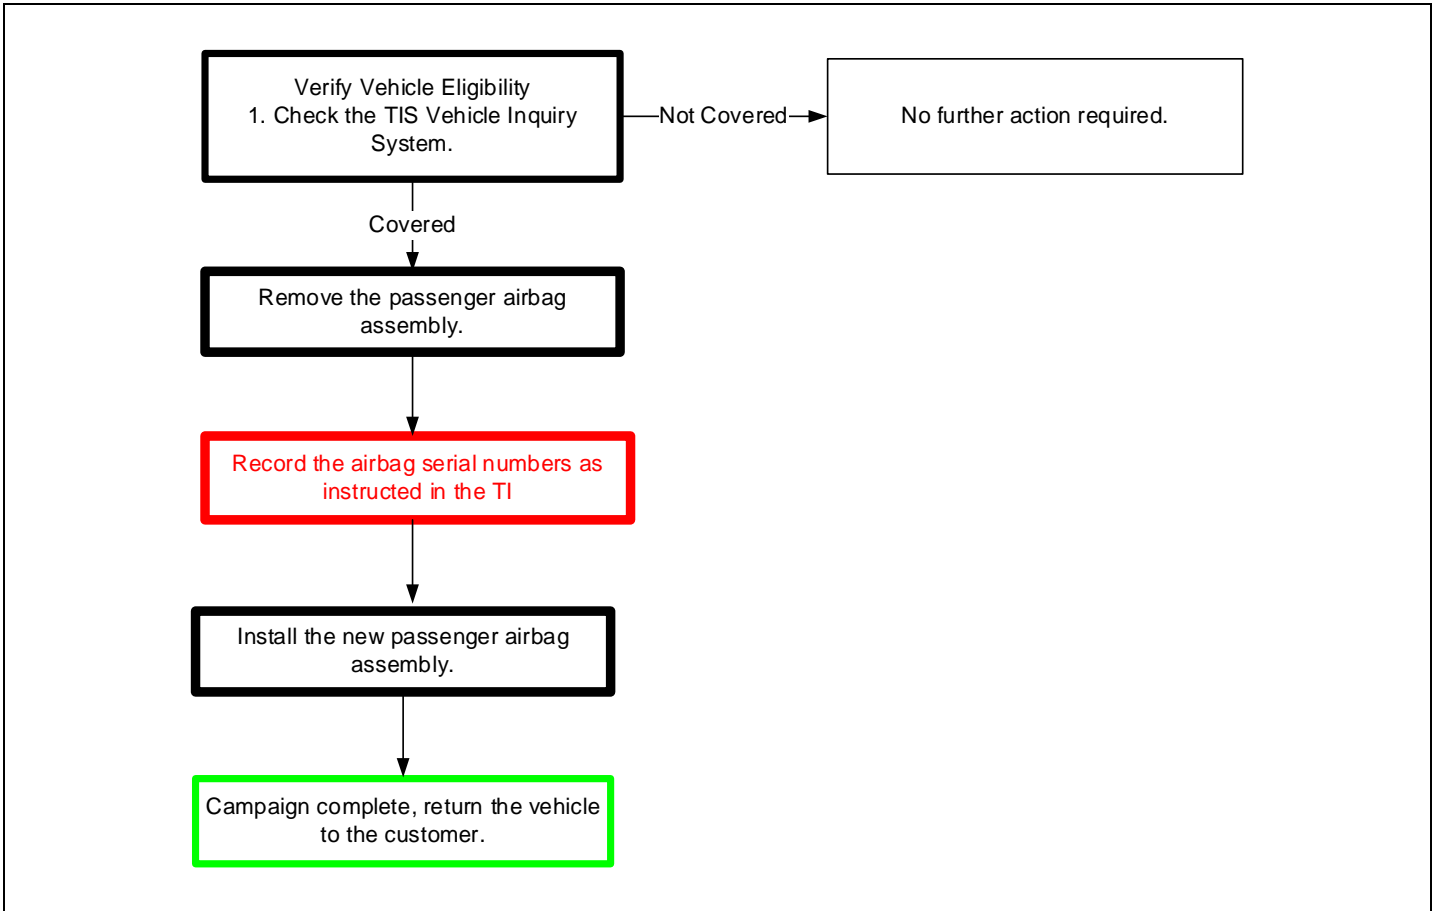 Verify Vehicle Eligibility
1. Check the TIS Vehicle Inquiry
System.
Not Covered
No further action required.
Covered
Remove the passenger airbag
assembly.
Record the airbag serial numbers as
instructed in the TI
Install the new passenger airbag
assembly.
Campaign complete, return the vehicle
to the customer.